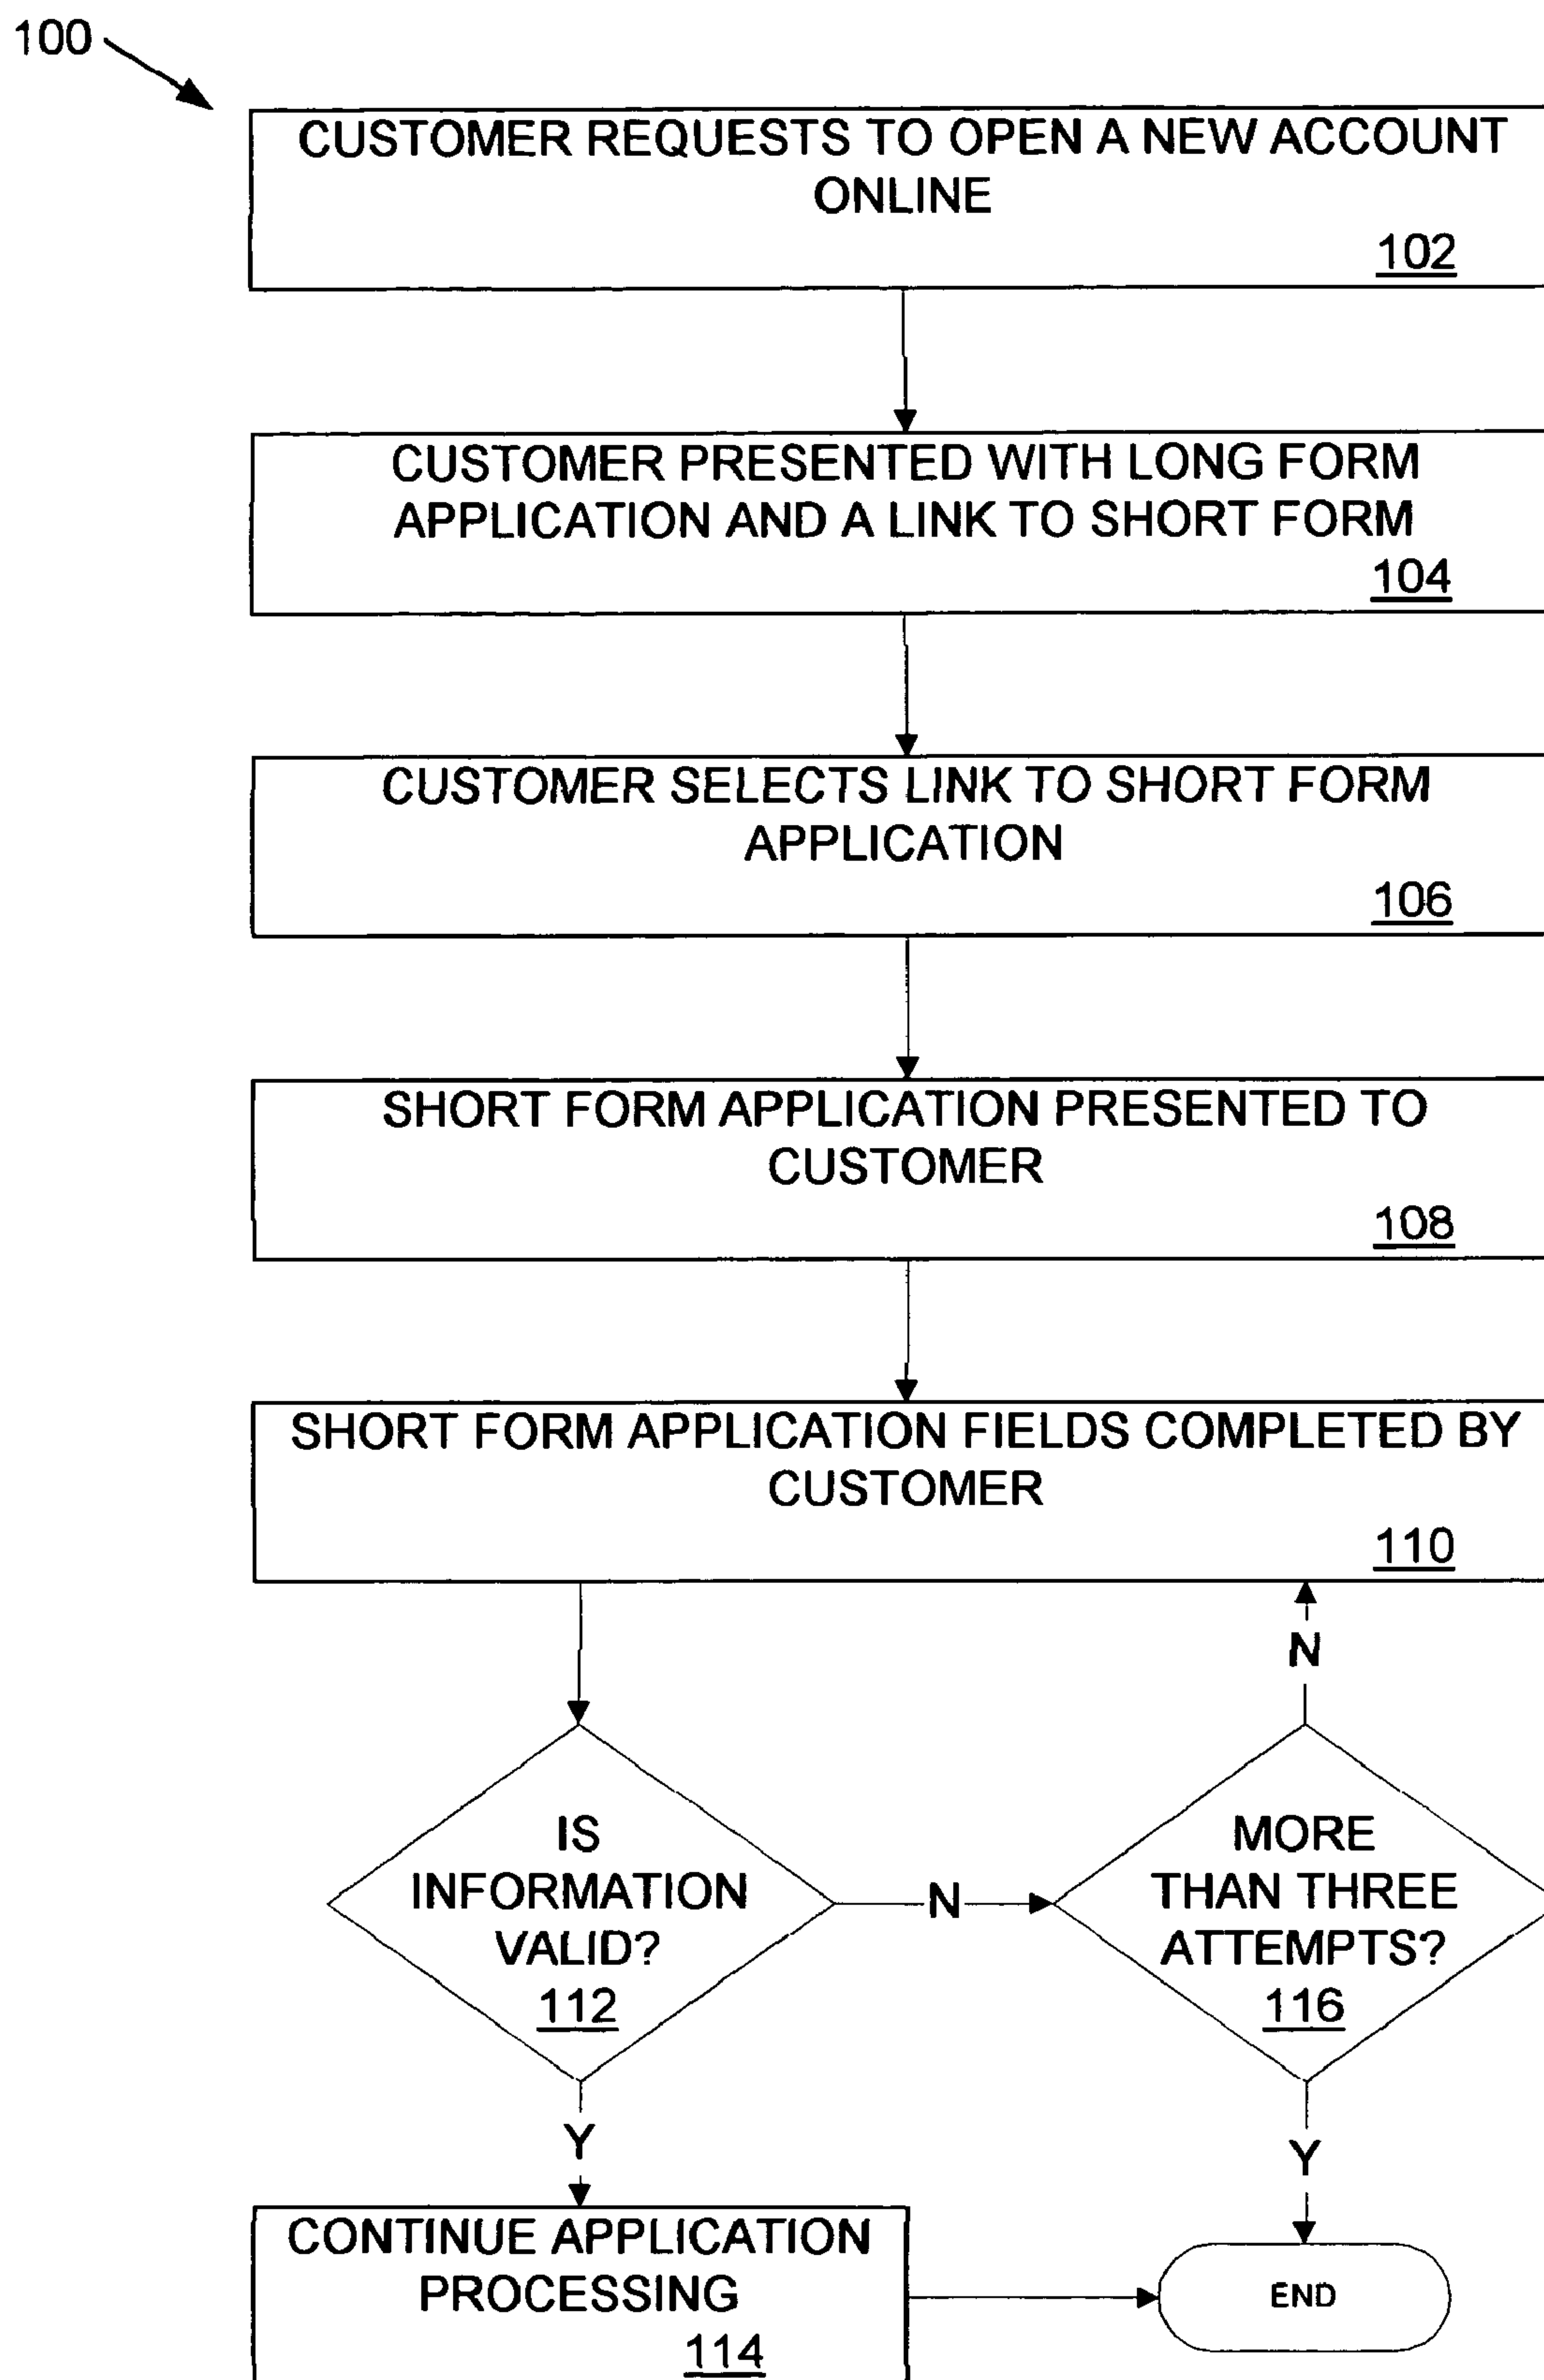 100
CUSTOMER REQUESTS TO OPEN A NEW ACCOUNT
ONLINE
102
CUSTOMER PRESENTED WITH LONG FORM
APPLICATION AND A LINK TO SHORT FORM
104
CUSTOMER SELECTS LINK TO SHORT FORM
APPLICATION
106
SHORT FORM APPLICATION PRESENTED TO
CUSTOMER
108
SHORT FORM APPLICATION FIELDS COMPLETED BY
CUSTOMER
110
N
IS
INFORMATION
VALID?
112
N
MORE
THAN THREE
ATTEMPTS?
116
Y
Y
CONTINUE APPLICATION
PROCESSING
114
END